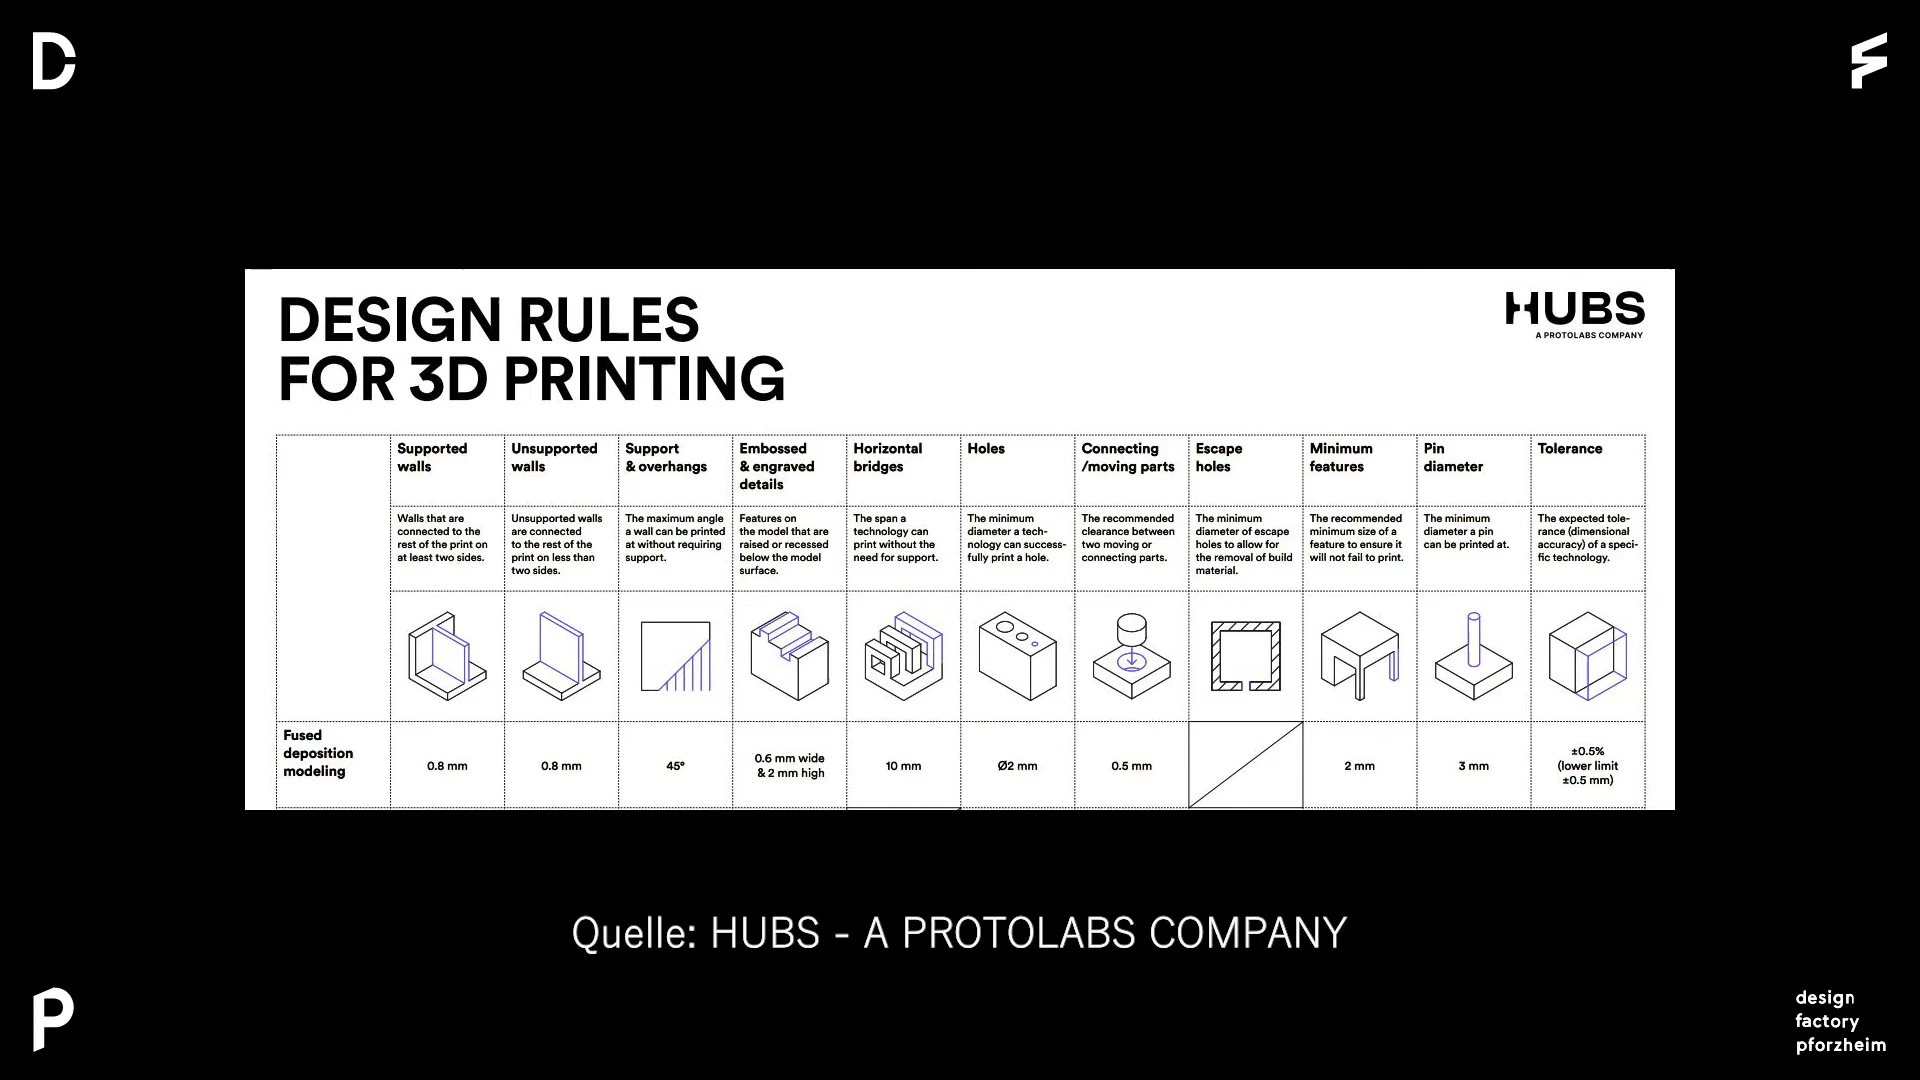 DESIGN RULES
FOR 3D PRINTING
HUBS
A PROTOLABS COMPANY
Supported
walls
Unsupported
walls
Support
& overhangs
Embossed
& engraved
details
Horizontal
bridges
Holes
Connecting
/moving parts
Escape
holes
Minimum
features
Pin
diameter
Tolerance
Walls that are
connected to the
rest of the print on
at least two sides.
Unsupported walls
are connected
to the rest of the
print on less than
two sides.
The maximum angle
a wall can be printed
at without requiring
support.
Features on
the model that are
raised or recessed
below the model
surface.
The span a
technology can
print without the
need for support.
The minimum
diameter a tech-
nology can success-
fully print a hole.
The recommended
clearance between
two moving or
connecting parts.
The minimum
diameter of escape
holes to allow for
the removal of build
material.
The recommended
minimum size of a
feature to ensure it
will not fail to print.
The minimum
diameter a pin
can be printed at.
The expected tole-
rance (dimensional
accuracy) of a speci-
fic technology.
Fused
deposition
modeling
0.8 mm
0.8 mm
45°
0.6 mm wide
& 2 mm high
10 mm
Ø2 mm
0.5 mm
2 mm
3 mm
±0.5%
(lower limit
±0.5 mm)
Quelle: HUBS - A PROTOLABS COMPANY
D
F
P
design
factory
pforzheim